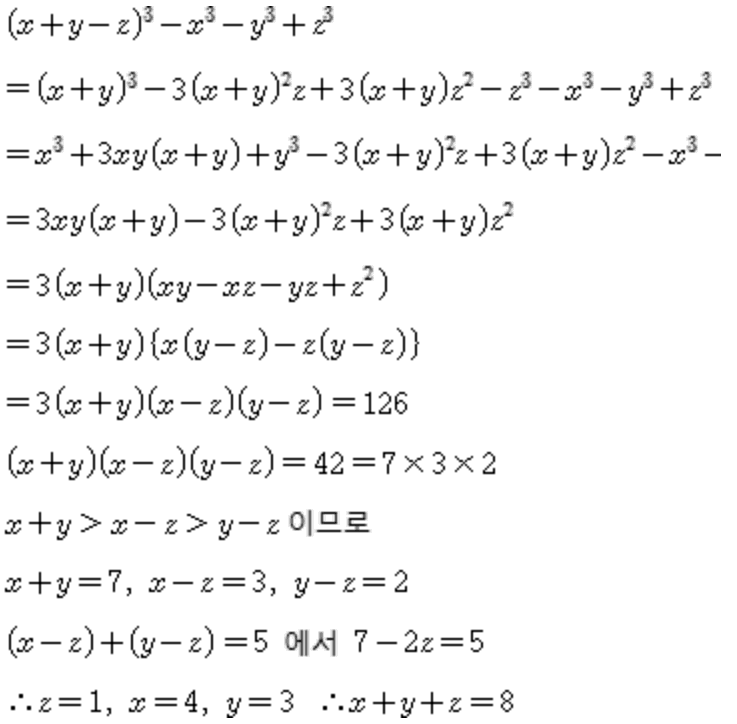 (x+y−z)³−x³−y³+z³
=(x+y)³−3(x+y)²z+3(x+y)z²−z³−x³−y³+z³
=x³+3xy(x+y)+y³−3(x+y)²z+3(x+y)z²−x³−
=3xy(x+y)−3(x+y)²z+3(x+y)z²
=3(x+y)(xy−xz−yz+z²)
=3(x+y){x(y−z)−z(y−z)}
=3(x+y)(x−z)(y−z)=126
(x+y)(x−z)(y−z)=42=7×3×2
x+y>x−z>y−z 이므로
x+y=7, x−z=3, y−z=2
(x−z)+(y−z)=5 에서 7−2z=5
∴z=1, x=4, y=3 ∴x+y+z=8